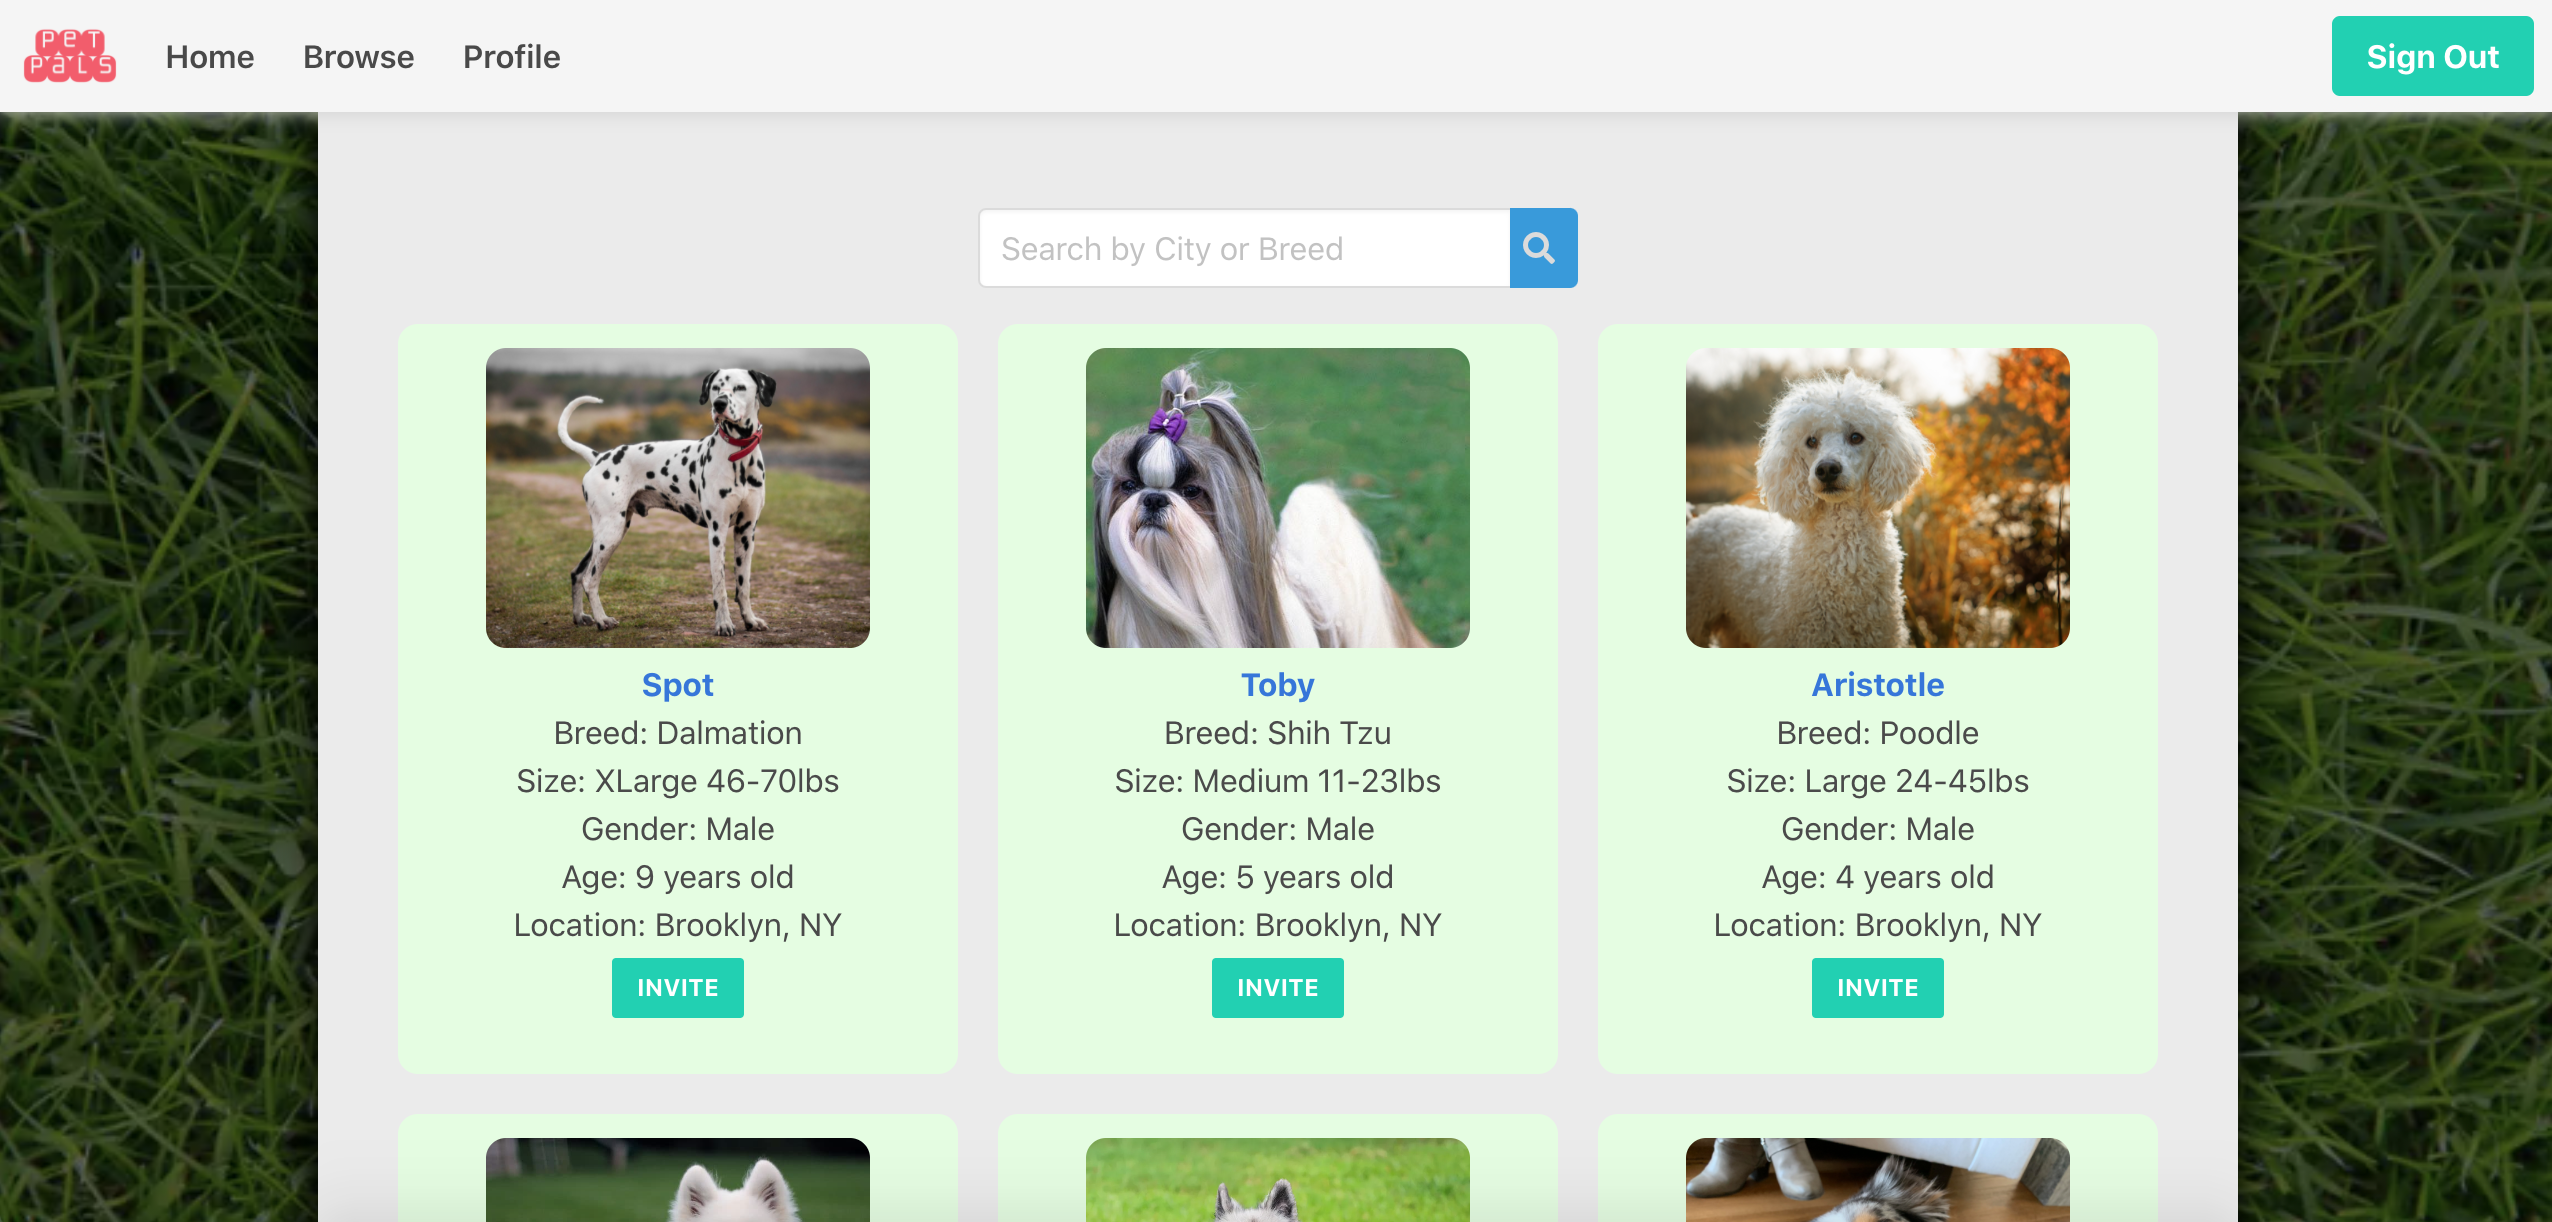 PET
PALS
Home Browse Profile Sign Out
Search by City or Breed
Spot
Breed: Dalmation
Size: XLarge 46-70lbs
Gender: Male
Age: 9 years old
Location: Brooklyn, NY
INVITE
Toby
Breed: Shih Tzu
Size: Medium 11-23lbs
Gender: Male
Age: 5 years old
Location: Brooklyn, NY
INVITE
Aristotle
Breed: Poodle
Size: Large 24-45lbs
Gender: Male
Age: 4 years old
Location: Brooklyn, NY
INVITE